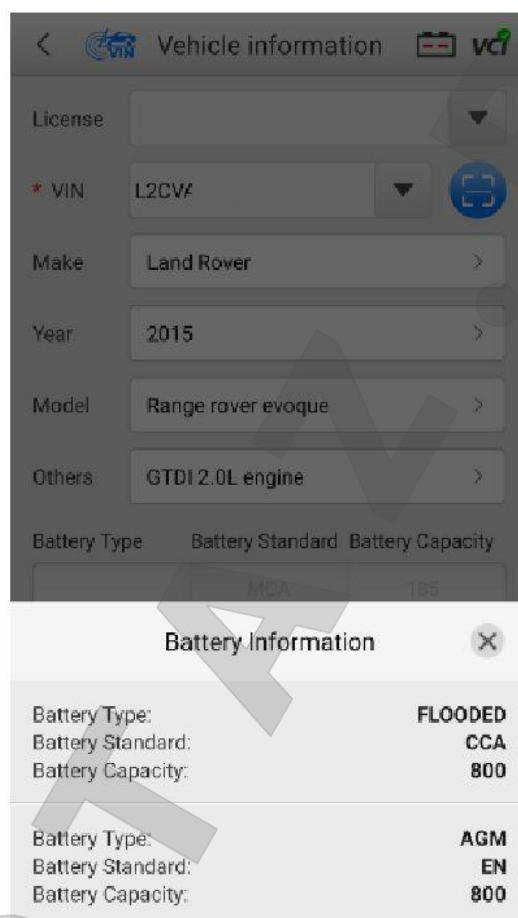 VIN Vehicle information vci
License
* VIN L2CVA
Make Land Rover
Year 2015
Model Range rover evoque
Others GTDI 2.0L engine
Battery Type Battery Standard Battery Capacity
MCA 185
Battery Information
Battery Type: FLOODED
Battery Standard: CCA
Battery Capacity: 800
Battery Type: AGM
Battery Standard: EN
Battery Capacity: 800